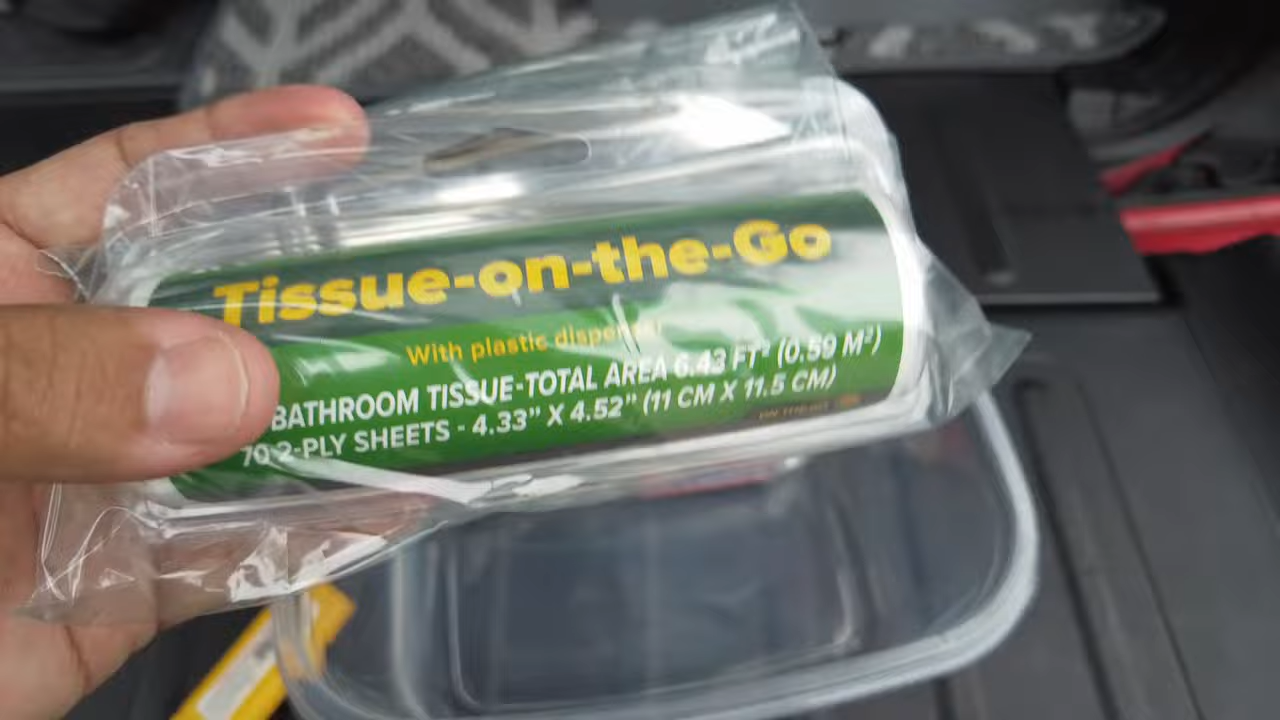 Tissue-on-the-Go
With plastic dispenser
BATHROOM TISSUE-TOTAL AREA 6.43 FT² (0.59 M²)
70 2-PLY SHEETS - 4.33” X 4.52” (11 CM X 11.5 CM)